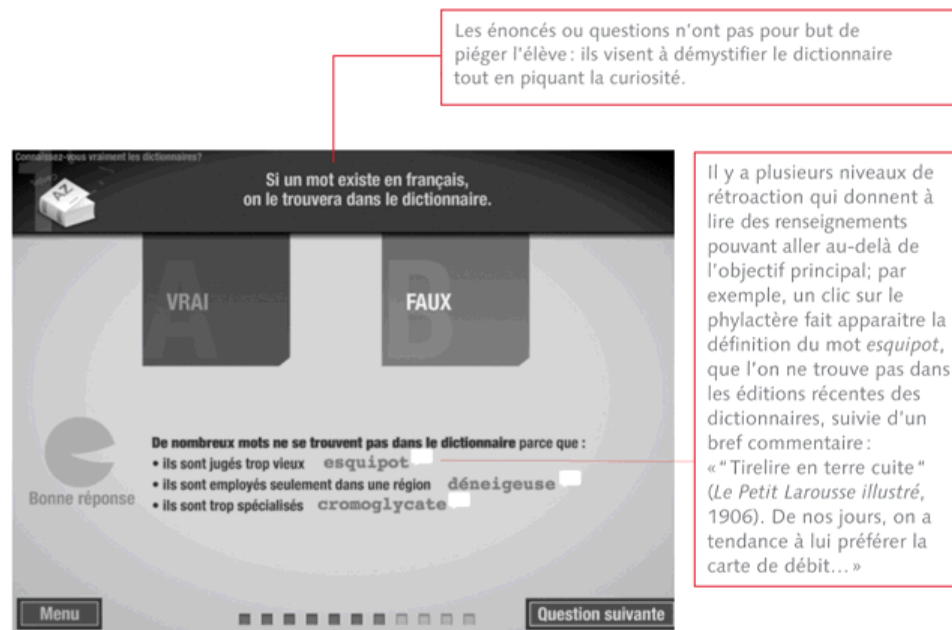 Les énoncés ou questions n'ont pas pour but de
piéger l'élève : ils visent à démystifier le dictionnaire
tout en piquant la curiosité.
Connaissez-vous vraiment les dictionnaires?
1
AZ
Si un mot existe en français,
on le trouvera dans le dictionnaire.
A
VRAI
B
FAUX
Bonne réponse
De nombreux mots ne se trouvent pas dans le dictionnaire parce que :
• ils sont jugés trop vieux esquipot
• ils sont employés seulement dans une région déneigeuse
• ils sont trop spécialisés cromoglycate
Menu
Question suivante
Il y a plusieurs niveaux de
rétroaction qui donnent à
lire des renseignements
pouvant aller au-delà de
l'objectif principal; par
exemple, un clic sur le
phylactère fait apparaitre la
définition du mot esquipot,
que l'on ne trouve pas dans
les éditions récentes des
dictionnaires, suivie d'un
bref commentaire :
« "Tirelire en terre cuite"
(Le Petit Larousse illustré,
1906). De nos jours, on a
tendance à lui préférer la
carte de débit... »